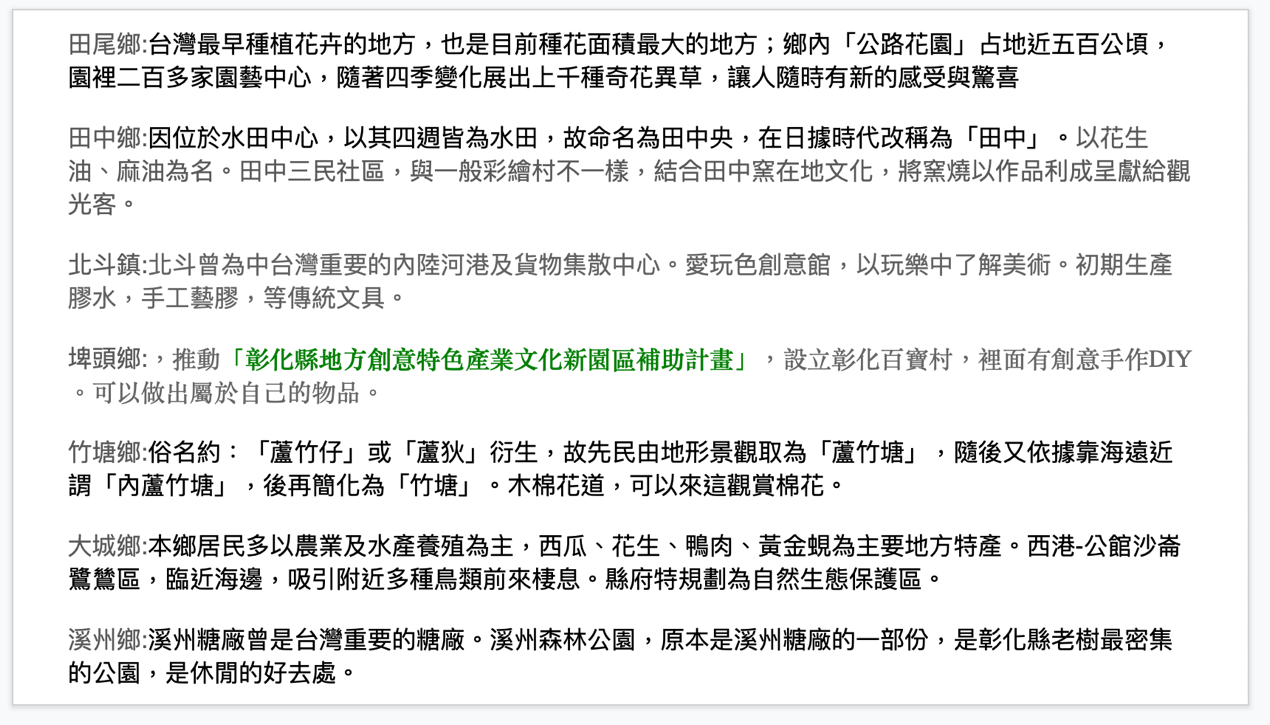 田尾鄉:台灣最早種植花卉的地方，也是目前種花面積最大的地方；鄉內「公路花園」占地近五百公頃，
園裡二百多家園藝中心，隨著四季變化展出上千種奇花異草，讓人隨時有新的感受與驚喜
田中鄉:因位於水田中心，以其四週皆為水田，故命名為田中央，在日據時代改稱為「田中」。以花生
油、麻油為名。田中三民社區，與一般彩繪村不一樣，結合田中窯在地文化，將窯燒以作品利成呈獻給觀
光客。
北斗鎮:北斗曾為中台灣重要的內陸河港及貨物集散中心。愛玩色創意館，以玩樂中了解美術。初期生產
膠水，手工藝膠，等傳統文具。
埤頭鄉:，推動「彰化縣地方創意特色產業文化新園區補助計畫」，設立彰化百寶村，裡面有創意手作DIY
。可以做出屬於自己的物品。
竹塘鄉:俗名約：「蘆竹仔」或「蘆狄」衍生，故先民由地形景觀取為「蘆竹塘」，隨後又依據靠海遠近
謂「內蘆竹塘」，後再簡化為「竹塘」。木棉花道，可以來這觀賞棉花。
大城鄉:本鄉居民多以農業及水產養殖為主，西瓜、花生、鴨肉、黃金蜆為主要地方特產。西港-公館沙崙
鷺鷥區，臨近海邊，吸引附近多種鳥類前來棲息。縣府特規劃為自然生態保護區。
溪州鄉:溪州糖廠曾是台灣重要的糖廠。溪州森林公園，原本是溪州糖廠的一部份，是彰化縣老樹最密集
的公園，是休閒的好去處。